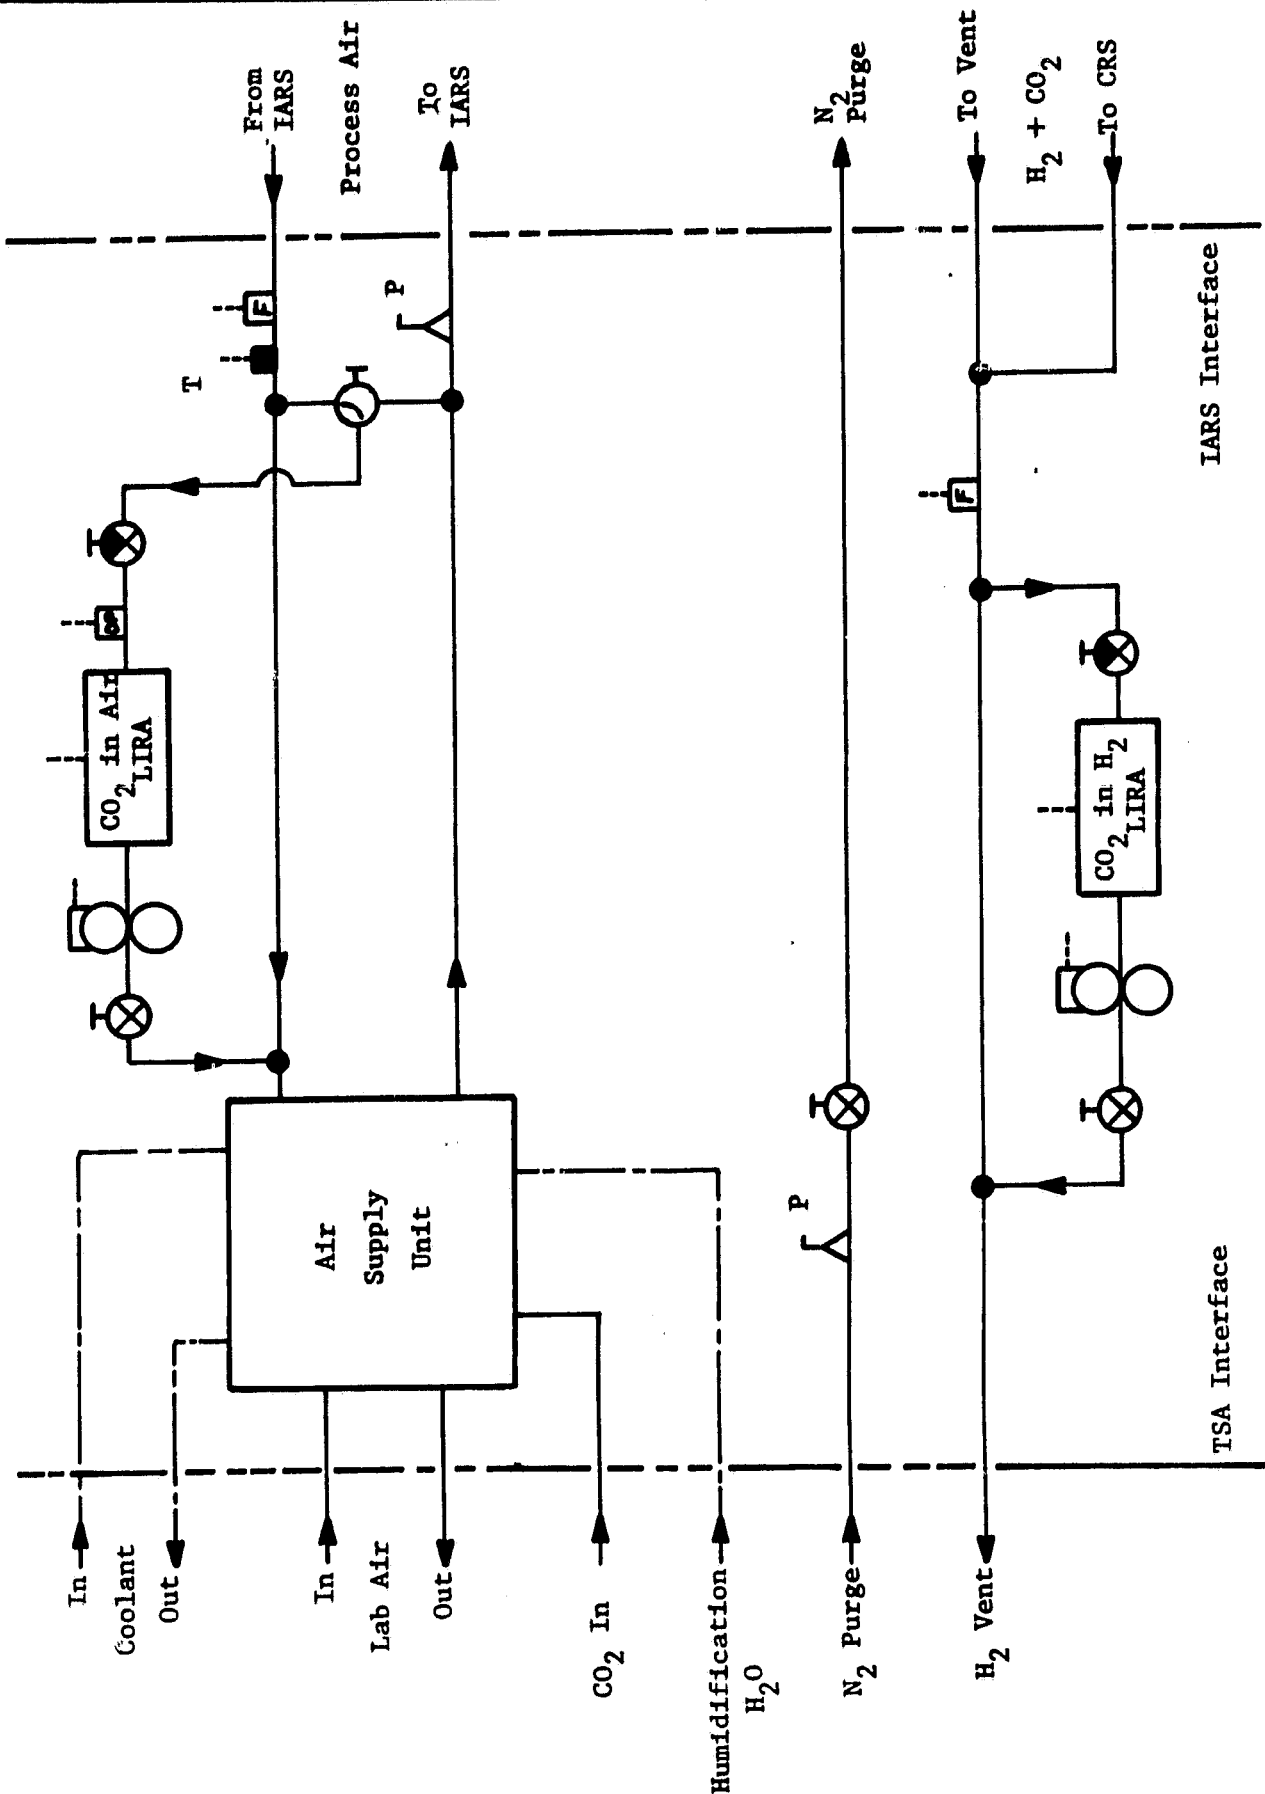 In
Coolant
Out
In
Lab Air
Out
CO2 In
Humidification
H2O
N2 Purge
H2 Vent
TSA Interface
Air
Supply
Unit
CO2 in Air
LIRA
DP
T
F
P
From
IARS
Process Air
To
IARS
P
N2
Purge
F
CO2 in H2
LIRA
To Vent
H2 + CO2
To CRS
IARS Interface